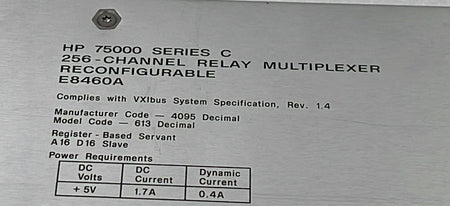 HP 75000 SERIES C
256-CHANNEL RELAY MULTIPLEXER
RECONFIGURABLE
E8460A
Complies with VXIbus System Specification, Rev. 1.4
Manufacturer Code — 4095 Decimal
Model Code — 613 Decimal
Register-Based Servant
A16 D16 Slave
Power Requirements
DC Volts DC Current Dynamic Current
+5V 1.7A 0.4A